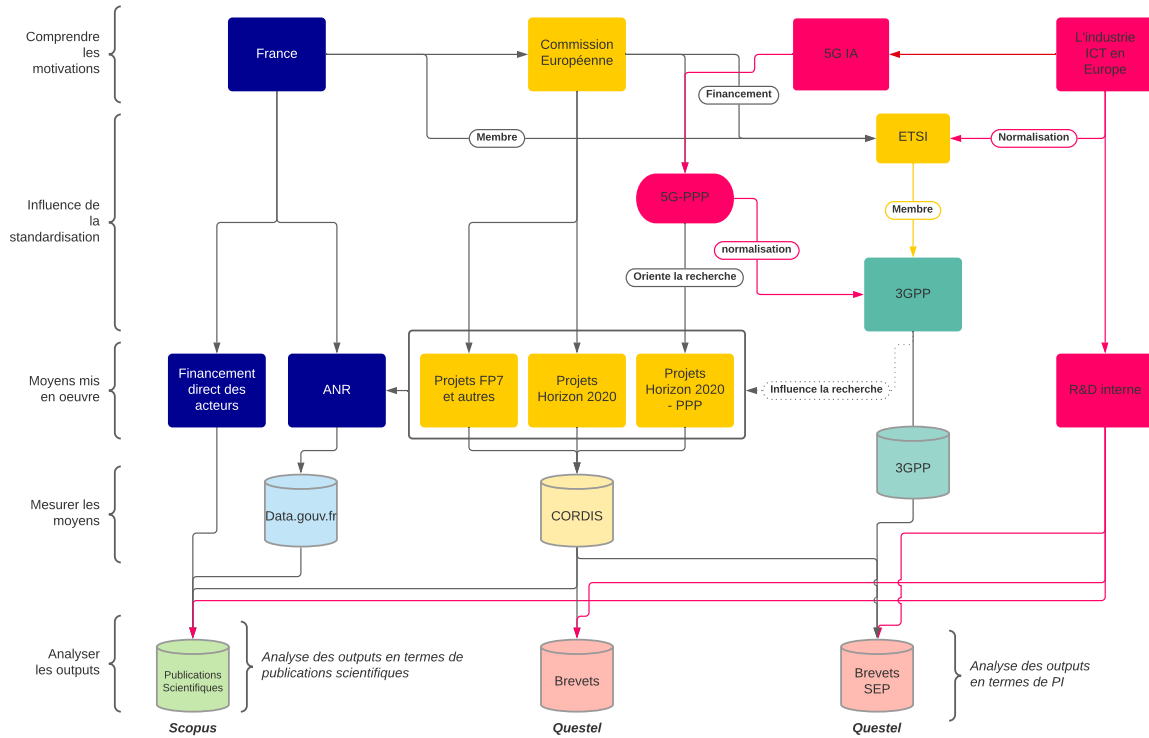 Comprendre
les
motivations
France
Commission
Européenne
5G IA
L'industrie
ICT en
Europe
Financement
Membre
ETSI
Normalisation
Influence de
la
standardisation
5G-PPP
Membre
normalisation
Oriente la recherche
3GPP
Moyens mis
en oeuvre
Financement
direct des
acteurs
ANR
Projets FP7
et autres
Projets
Horizon 2020
Projets
Horizon 2020
- PPP
Influence la recherche
R&D interne
Mesurer les
moyens
Data.gouv.fr
CORDIS
3GPP
Analyser
les outputs
Publications
Scientifiques
Analyse des outputs en termes de
publications scientifiques
Brevets
Brevets
SEP
Analyse des outputs
en termes de PI
Scopus
Questel
Questel